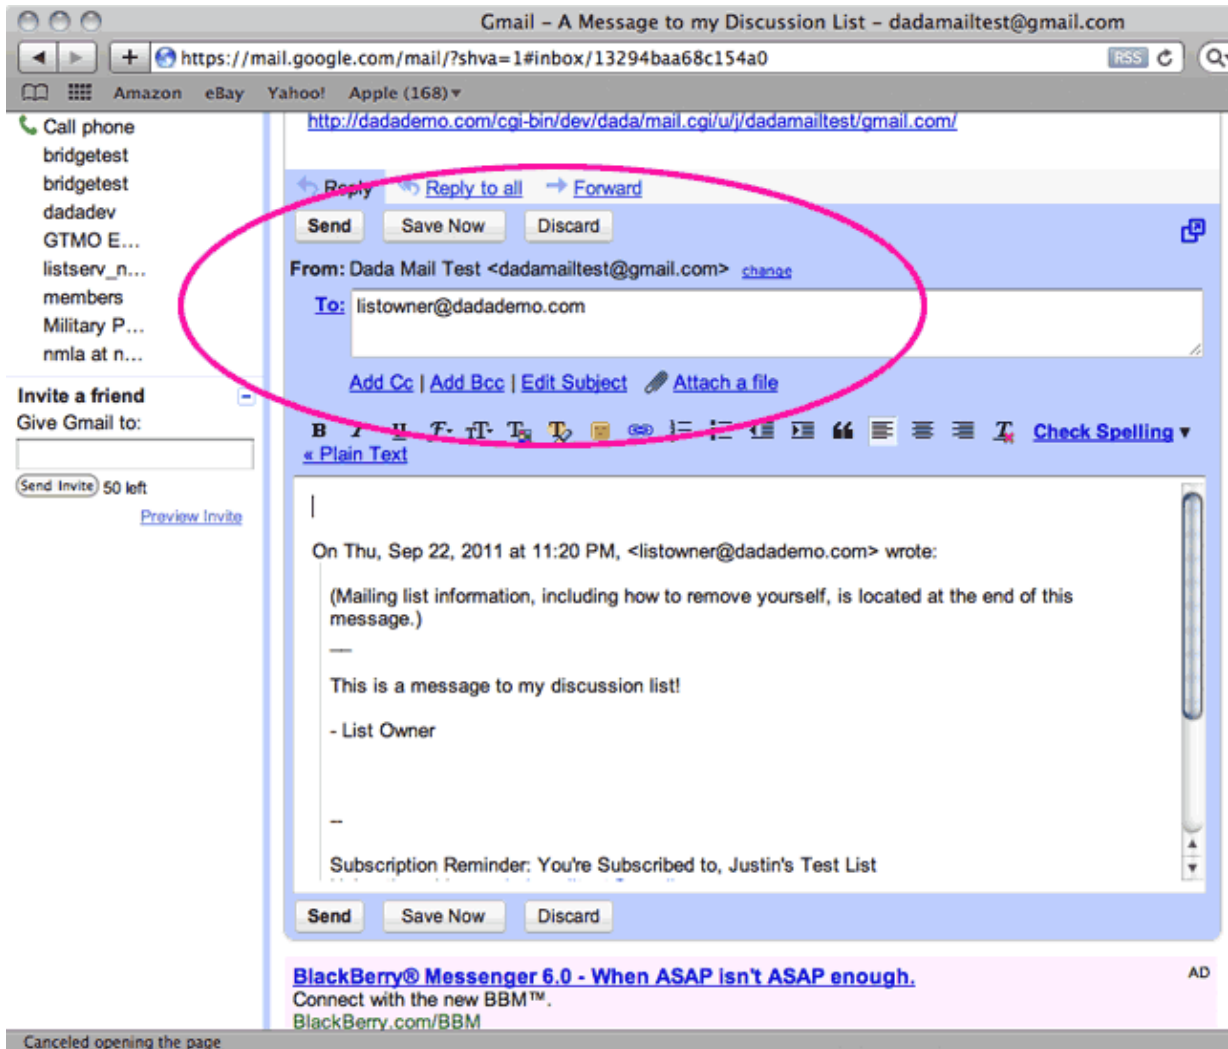 Gmail – A Message to my Discussion List – dadamailtest@gmail.com
https://mail.google.com/mail/?shva=1#inbox/13294baa68c154a0 RSS
Amazon eBay Yahoo! Apple (168)▾
Call phone
bridgetest
bridgetest
dadadev
GTMO E...
listserv_n...
members
Military P...
nmla at n...
Invite a friend
Give Gmail to:
Send Invite 50 left
Preview Invite
http://dadademo.com/cgi-bin/dev/dada/mail.cgi/u/j/dadamailtest/gmail.com/
Reply Reply to all Forward
Send Save Now Discard
From: Dada Mail Test <dadamailtest@gmail.com> change
To: listowner@dadademo.com
Add Cc | Add Bcc | Edit Subject Attach a file
B I U Check Spelling ▾
« Plain Text
On Thu, Sep 22, 2011 at 11:20 PM, <listowner@dadademo.com> wrote:
(Mailing list information, including how to remove yourself, is located at the end of this
message.)
__
This is a message to my discussion list!
- List Owner
--
Subscription Reminder: You're Subscribed to, Justin's Test List
Send Save Now Discard
BlackBerry® Messenger 6.0 - When ASAP isn't ASAP enough. AD
Connect with the new BBM™.
BlackBerry.com/BBM
Canceled opening the page